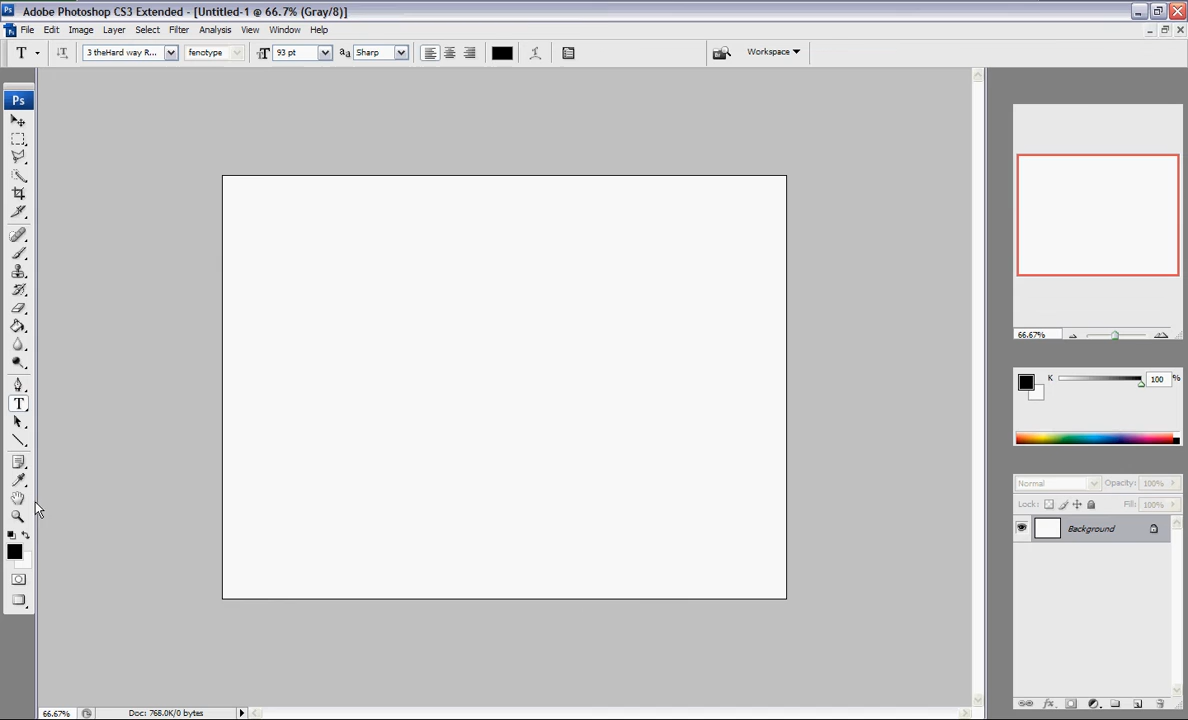 Adobe Photoshop CS3 Extended - [Untitled-1 @ 66.7% (Gray/8)]
File Edit Image Layer Select Filter Analysis View Window Help
T 3 theHard way R... fenotype 93 pt aa Sharp Workspace
Ps
66.67%
K 100 %
Normal Opacity: 100%
Lock: Fill: 100%
Background
T
66.67% Doc: 768.0K/0 bytes